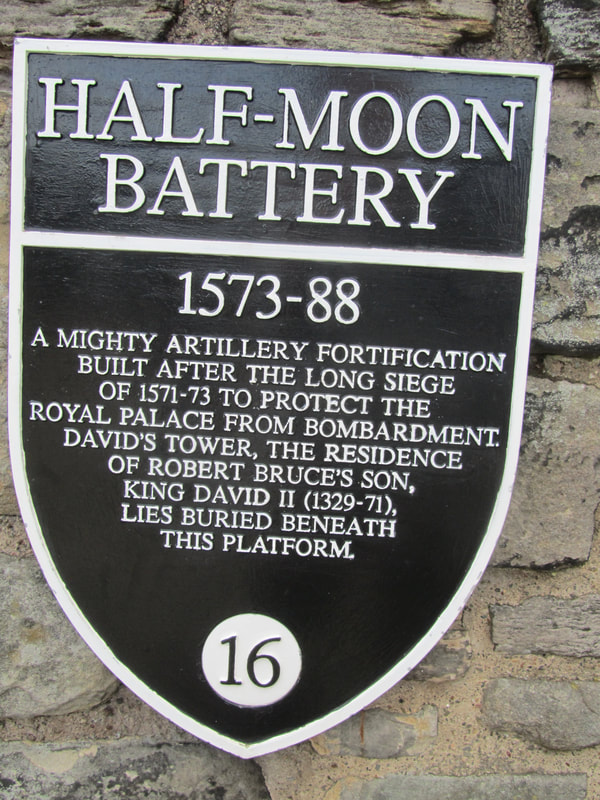 HALF-MOON
BATTERY
1573-88
A MIGHTY ARTILLERY FORTIFICATION
BUILT AFTER THE LONG SIEGE
OF 1571-73 TO PROTECT THE
ROYAL PALACE FROM BOMBARDMENT.
DAVID'S TOWER, THE RESIDENCE
OF ROBERT BRUCE'S SON,
KING DAVID II (1329-71),
LIES BURIED BENEATH
THIS PLATFORM.
16